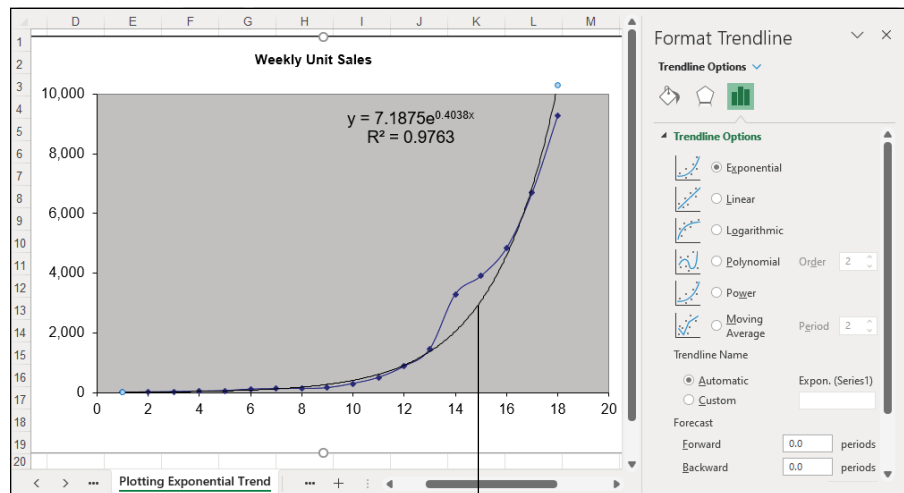 D E F G H I J K L M
1
2
3
4
5
6
7
8
9
10
11
12
13
14
15
16
17
18
19
20
Weekly Unit Sales
10,000
8,000
6,000
4,000
2,000
0
y = 7.1875e^0.4038x
R² = 0.9763
0 2 4 6 8 10 12 14 16 18 20
Plotting Exponential Trend
Format Trendline
Trendline Options
Trendline Options
Exponential
Linear
Logarithmic
Polynomial Order 2
Power
Moving Average Period 2
Trendline Name
Automatic Expon. (Series1)
Custom
Forecast
Forward 0.0 periods
Backward 0.0 periods